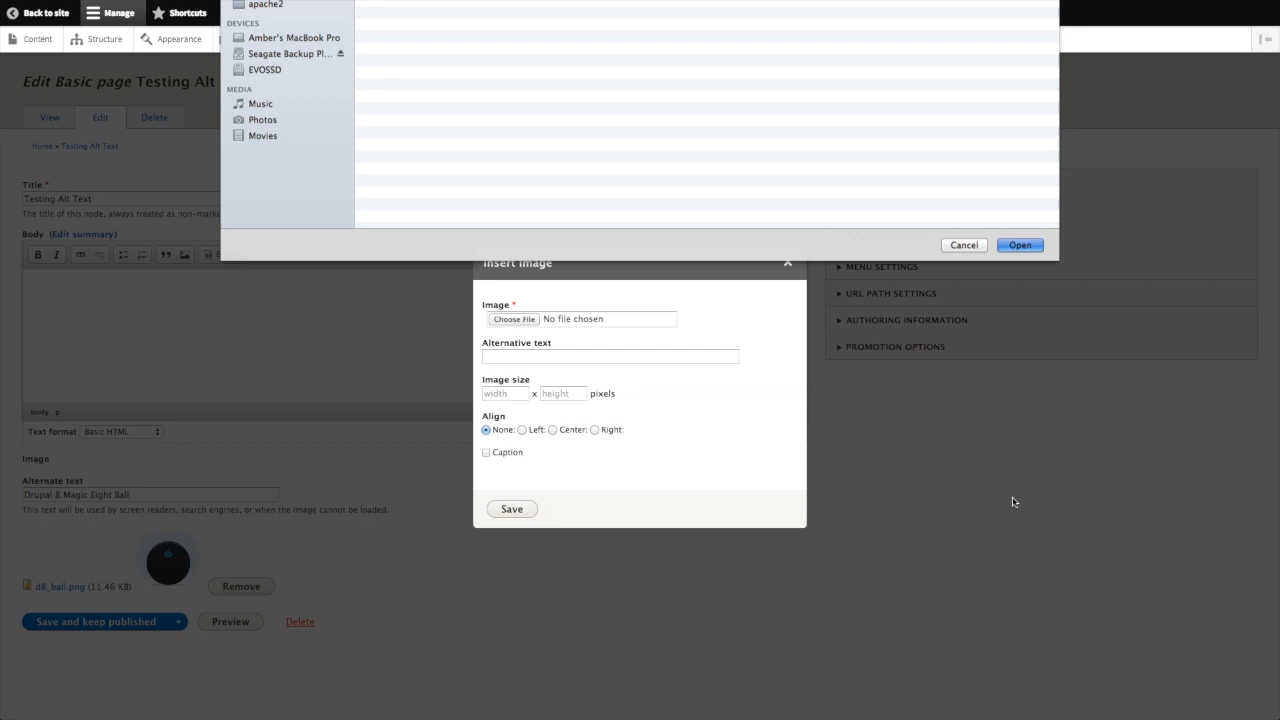 Back to site
Manage
Shortcuts
Content
Structure
Appearance
apache2
DEVICES
Amber's MacBook Pro
Seagate Backup Pl...
EVOSSD
MEDIA
Music
Photos
Movies
Cancel
Open
Edit Basic page Testing Alt
View
Edit
Delete
Home » Testing Alt Text
Title *
Testing Alt Text
The title of this node, always treated as non-marku
Body (Edit summary)
B I
body p
Text format Basic HTML
Image
Alternate text
Drupal 8 Magic Eight Ball
This text will be used by screen readers, search engines, or when the image cannot be loaded.
d8_ball.png (11.46 KB)
Remove
Save and keep published
Preview
Delete
Insert Image
Image *
Choose File No file chosen
Alternative text
Image size
width x height pixels
Align
None: Left: Center: Right:
Caption
Save
MENU SETTINGS
URL PATH SETTINGS
AUTHORING INFORMATION
PROMOTION OPTIONS